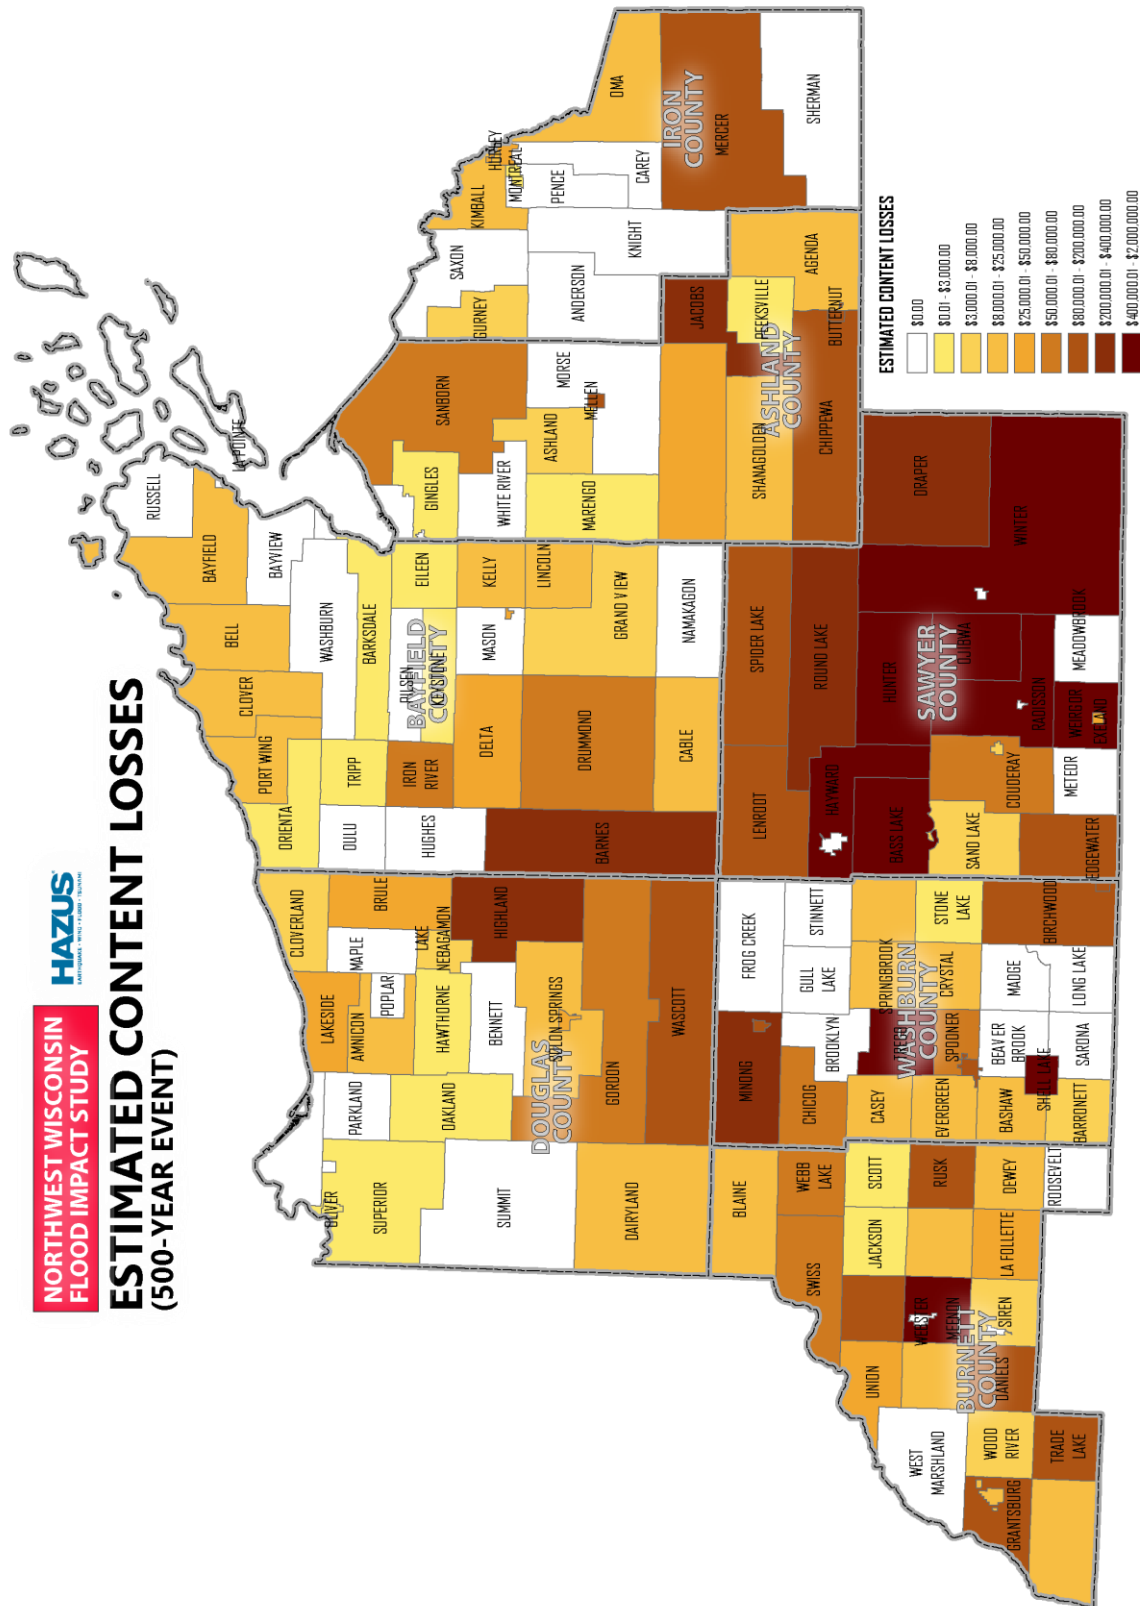 NORTHWEST WISCONSIN
FLOOD IMPACT STUDY
HAZUS
EARTHQUAKE • WIND • FLOOD • TSUNAMI
ESTIMATED CONTENT LOSSES
(500-YEAR EVENT)
RUSSELL
LA POINTE
BAYFIELD
BAYVIEW
BELL
WASHBURN
CLOVER
PORT WING
BARKSDALE
ORIENTA
TRIPP
OULU
EILEEN
PILSEN
KEYSTONE
BAYFIELD
COUNTY
IRON
RIVER
HUGHES
KELLY
MASON
DELTA
LINCOLN
BARNES
DRUMMOND
GRAND VIEW
CABLE
NAMAKAGON
SANBORN
GINGLES
WHITE RIVER
ASHLAND
MORSE
MELLEN
MARENGO
JACOBS
PEEKSVILLE
SHANAGOLDEN
ASHLAND
COUNTY
AGENDA
BUTTERNUT
CHIPPEWA
SAXON
GURNEY
KIMBALL
HURLEY
MONTREAL
PENCE
ANDERSON
CAREY
KNIGHT
OMA
IRON
COUNTY
MERCER
SHERMAN
CLOVERLAND
LAKESIDE
BRULE
MAPLE
AMNICON
POPLAR
PARKLAND
OLIVER
SUPERIOR
LAKE
NEBAGAMON
HAWTHORNE
OAKLAND
HIGHLAND
BENNETT
SUMMIT
SOLON SPRINGS
DOUGLAS
COUNTY
GORDON
DAIRYLAND
WASCOTT
FROG CREEK
MINONG
STINNETT
GULL
LAKE
BROOKLYN
CHICOG
SPRINGBROOK
TREGO
CASEY
WASHBURN
COUNTY
STONE
LAKE
CRYSTAL
SPOONER
EVERGREEN
BIRCHWOOD
MADGE
BEAVER
BROOK
BASHAW
SHELL LAKE
LONG LAKE
SARONA
BARRONETT
SPIDER LAKE
LENROOT
ROUND LAKE
HAYWARD
HUNTER
BASS LAKE
SAWYER
COUNTY
OJIBWA
DRAPER
WINTER
SAND LAKE
COUDERAY
RADISSON
MEADOWBROOK
WEIRGOR
EXELAND
METEOR
EDGEWATER
BLAINE
WEBB
LAKE
SWISS
SCOTT
JACKSON
UNION
RUSK
WEBSTER
MEENON
DEWEY
LA FOLLETTE
SIREN
BURNETT
COUNTY
DANIELS
ROOSEVELT
WEST
MARSHLAND
WOOD
RIVER
GRANTSBURG
TRADE
LAKE
ESTIMATED CONTENT LOSSES
$0.00
$0.01 - $3,000.00
$3,000.01 - $8,000.00
$8,000.01 - $25,000.00
$25,000.01 - $50,000.00
$50,000.01 - $80,000.00
$80,000.01 - $200,000.00
$200,000.01 - $400,000.00
$400,000.01 - $2,000,000.00